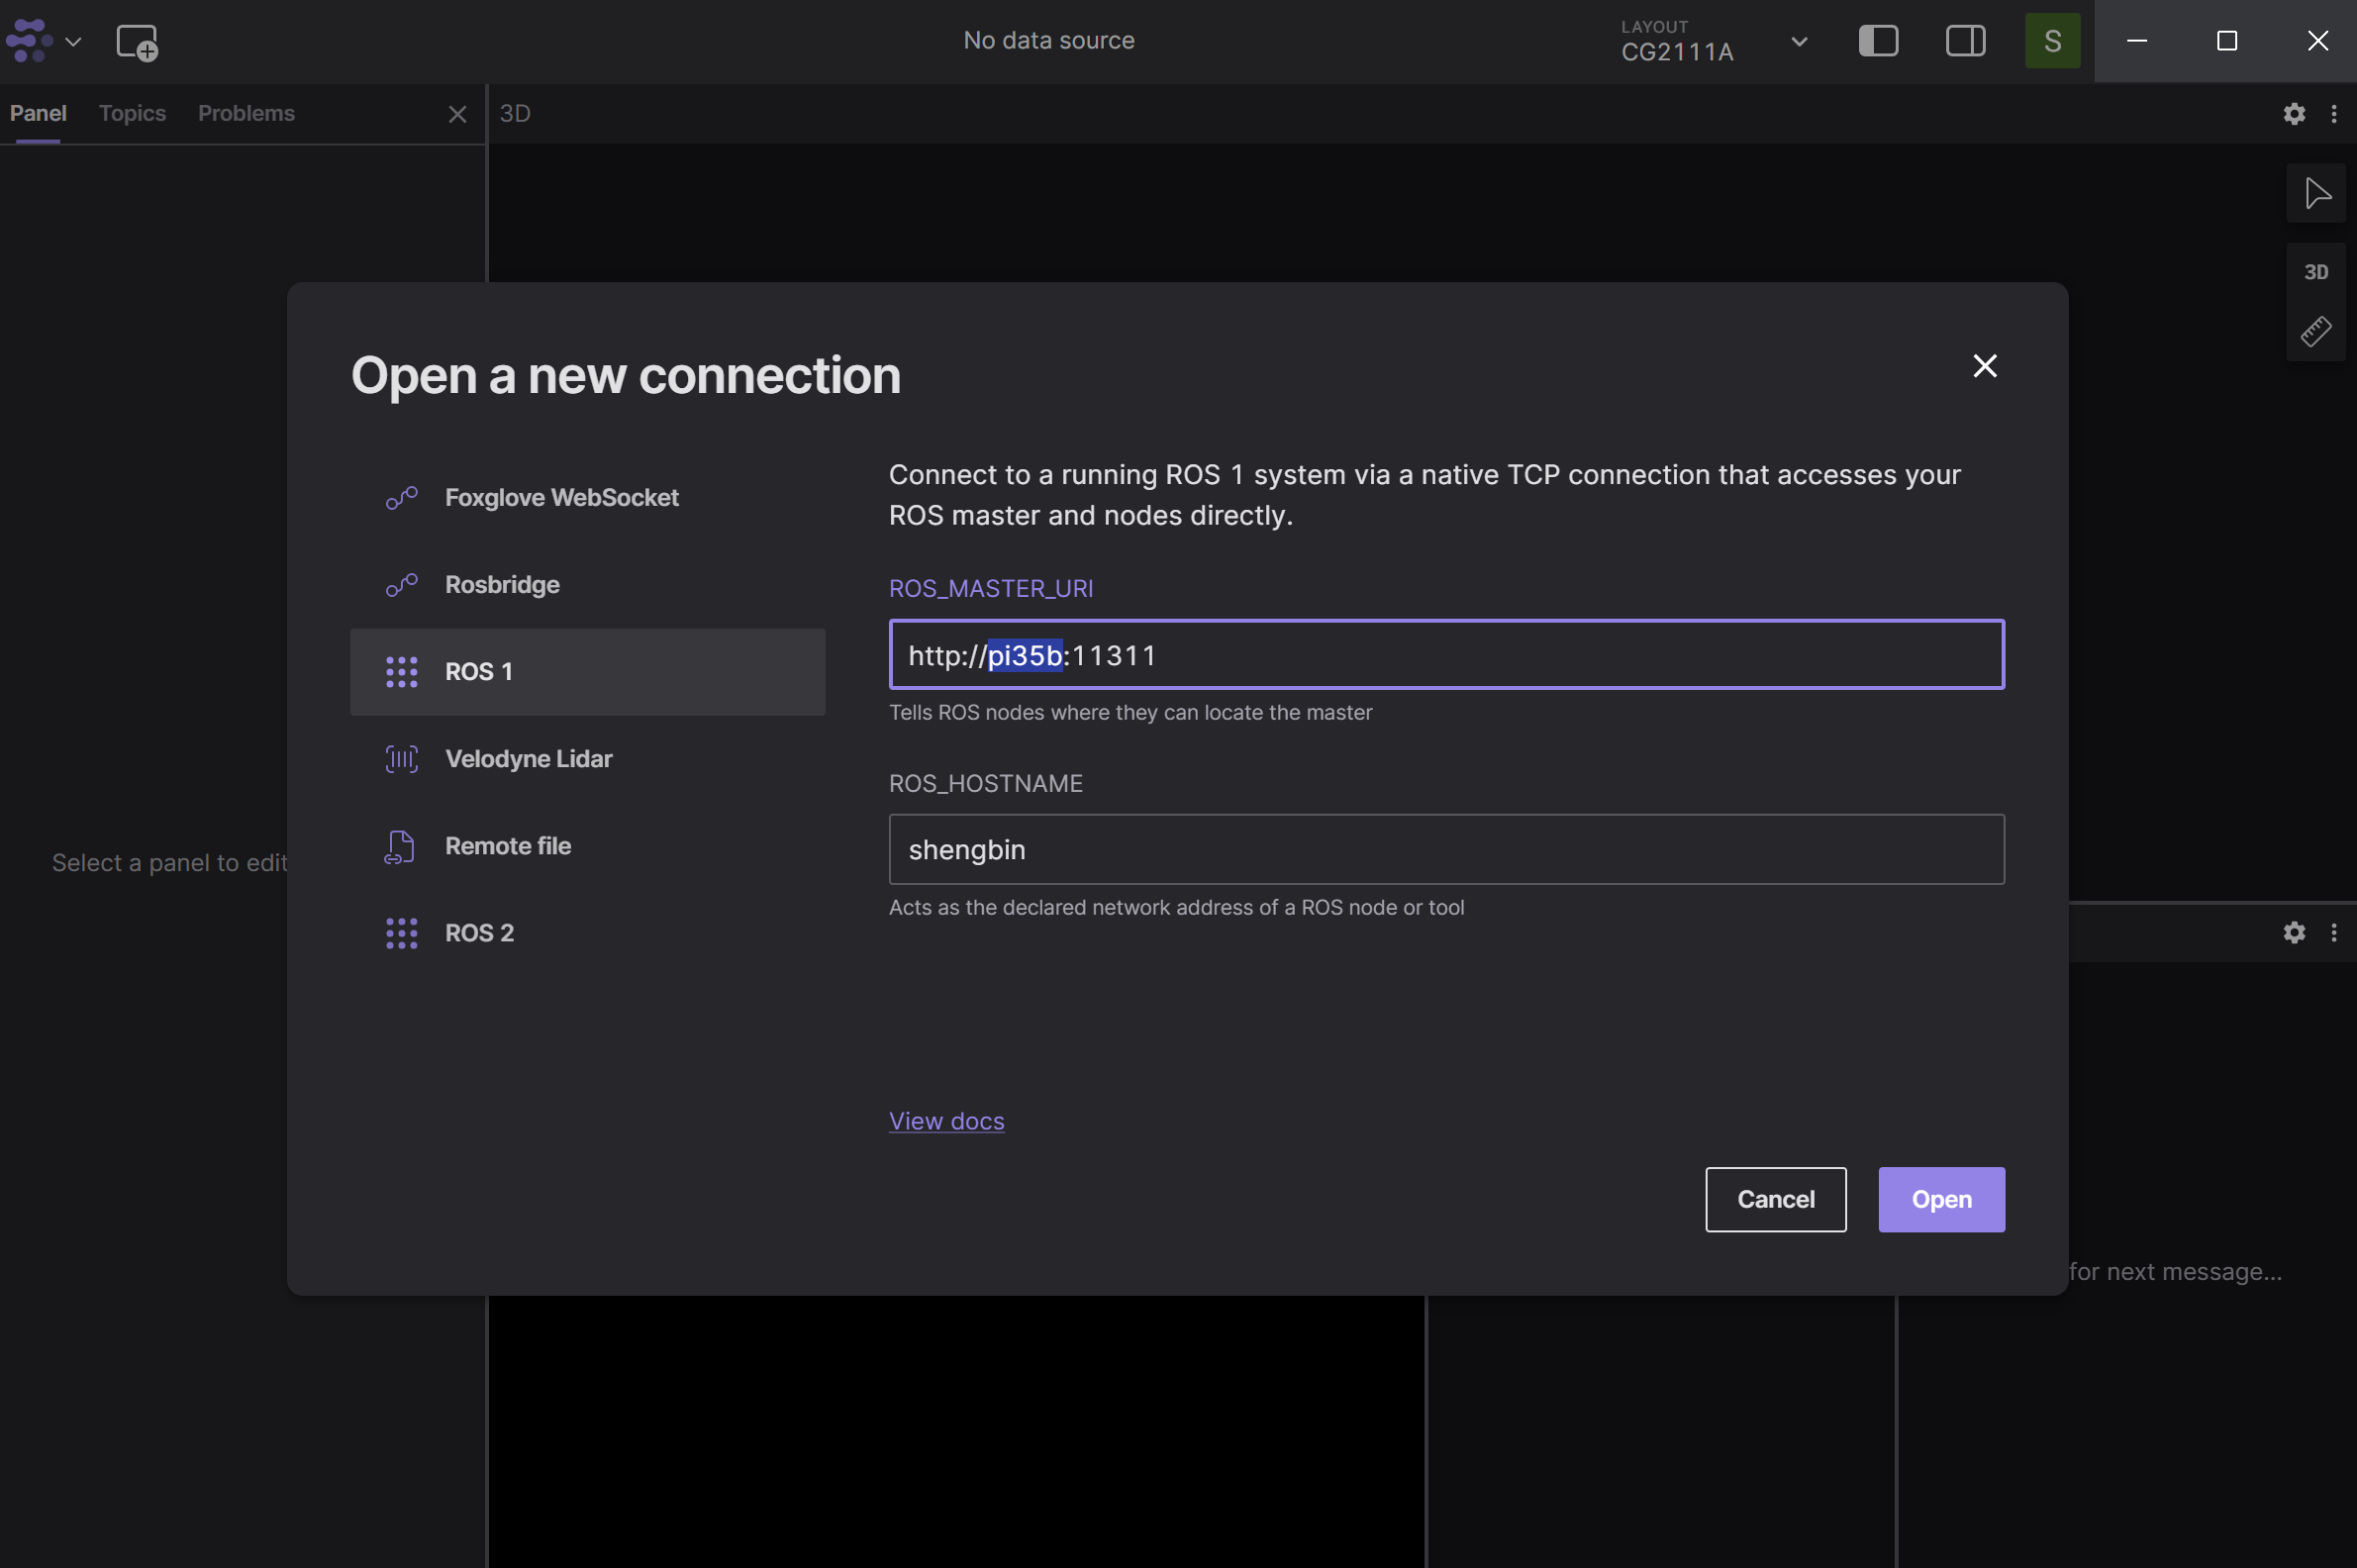 No data source
LAYOUT
CG2111A
S
Panel
Topics
Problems
3D
3D
Select a panel to edit
Open a new connection
Foxglove WebSocket
Rosbridge
ROS 1
Velodyne Lidar
Remote file
ROS 2
Connect to a running ROS 1 system via a native TCP connection that accesses your
ROS master and nodes directly.
ROS_MASTER_URI
http://pi35b:11311
Tells ROS nodes where they can locate the master
ROS_HOSTNAME
shengbin
Acts as the declared network address of a ROS node or tool
View docs
Cancel
Open
for next message...